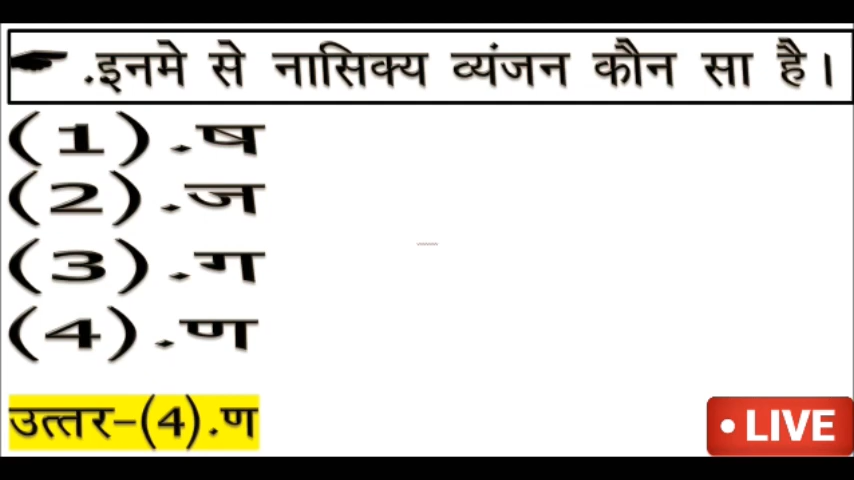 .इनमे से नासिक्य व्यंजन कौन सा है।
(1).ष
(2).ज
(3).ग
(4).ण
उत्तर-(4).ण
• LIVE